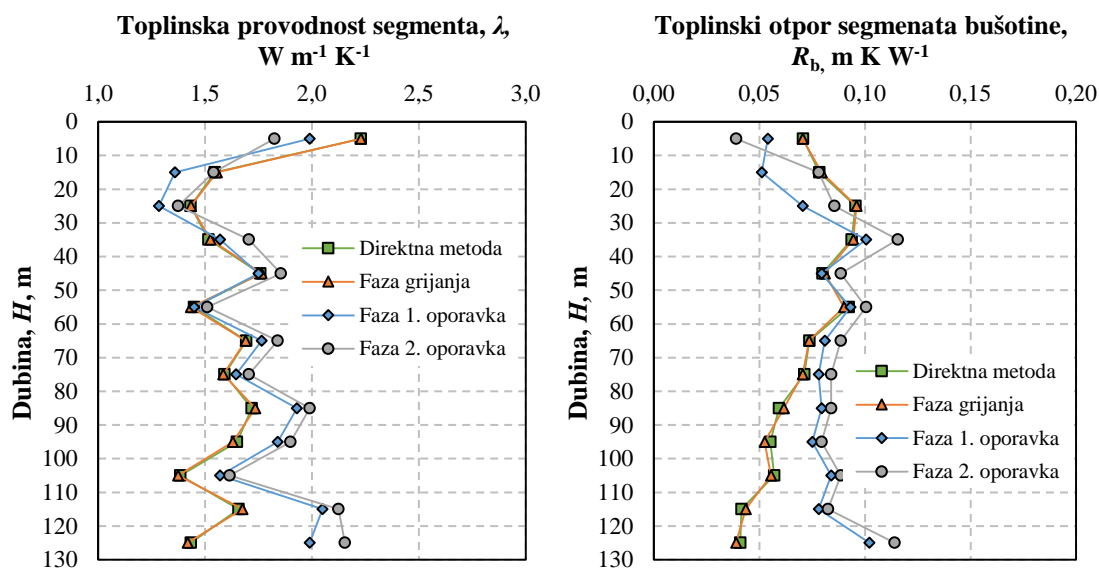 Toplinska provodnost segmenta, λ,
W m⁻¹ K⁻¹
1,0 1,5 2,0 2,5 3,0
0
10
20
30
40
50
60
70
80
90
100
110
120
130
Dubina, H, m
Direktna metoda
Faza grijanja
Faza 1. oporavka
Faza 2. oporavka
Toplinski otpor segmenata bušotine,
R_b, m K W⁻¹
0,00 0,05 0,10 0,15 0,20
0
10
20
30
40
50
60
70
80
90
100
110
120
130
Dubina, H, m
Direktna metoda
Faza grijanja
Faza 1. oporavka
Faza 2. oporavka